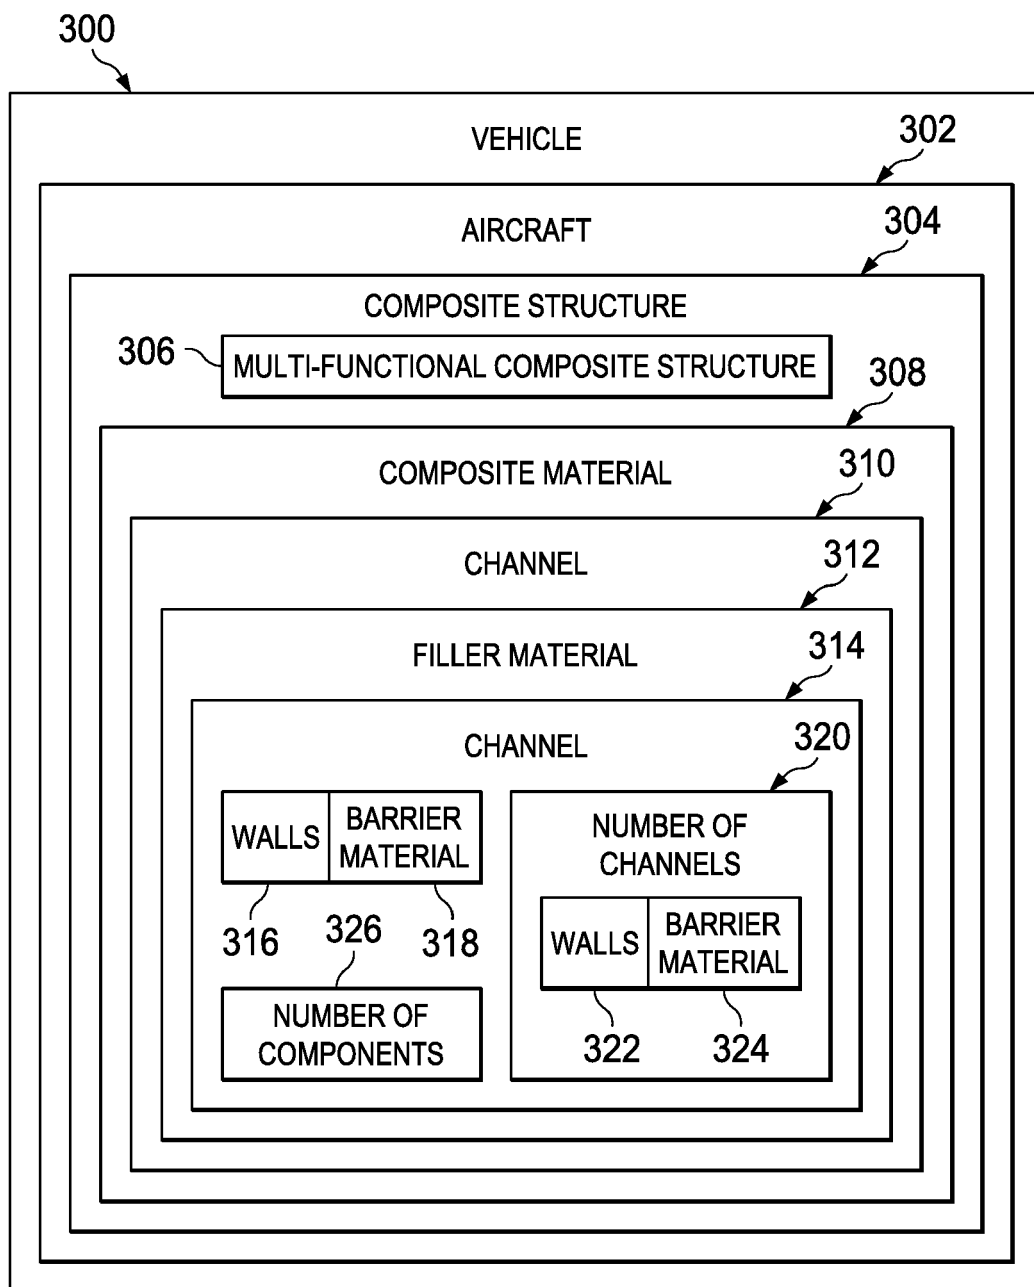 300
VEHICLE
302
AIRCRAFT
304
COMPOSITE STRUCTURE
306
MULTI-FUNCTIONAL COMPOSITE STRUCTURE
308
COMPOSITE MATERIAL
310
CHANNEL
312
FILLER MATERIAL
314
CHANNEL
320
WALLS
BARRIER
MATERIAL
316
318
326
NUMBER OF
COMPONENTS
NUMBER OF
CHANNELS
WALLS
BARRIER
MATERIAL
322
324